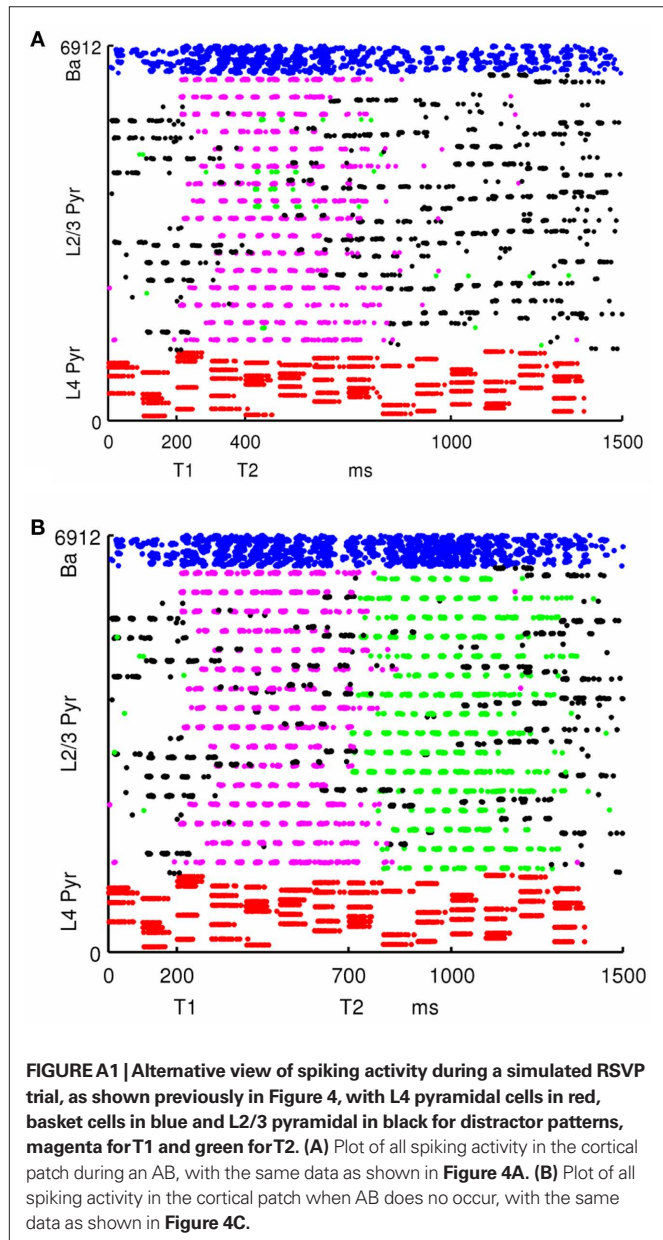 A
6912
Ba
L2/3 Pyr
L4 Pyr
0
0 200 400 1000 1500
T1 T2 ms
B
6912
Ba
L2/3 Pyr
L4 Pyr
0
0 200 700 1000 1500
T1 T2 ms
FIGURE A1 | Alternative view of spiking activity during a simulated RSVP
trial, as shown previously in Figure 4, with L4 pyramidal cells in red,
basket cells in blue and L2/3 pyramidal in black for distractor patterns,
magenta for T1 and green for T2. (A) Plot of all spiking activity in the cortical
patch during an AB, with the same data as shown in Figure 4A. (B) Plot of all
spiking activity in the cortical patch when AB does no occur, with the same
data as shown in Figure 4C.